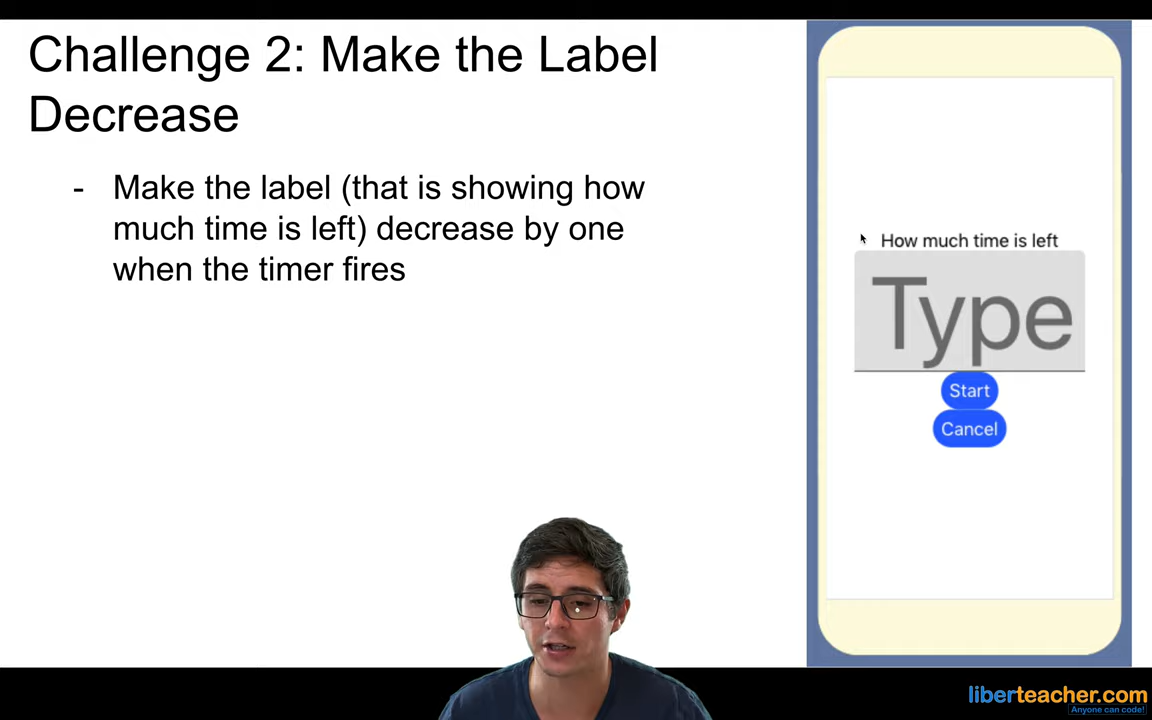 Challenge 2: Make the Label
Decrease
- Make the label (that is showing how
much time is left) decrease by one
when the timer fires
How much time is left
Type
Start
Cancel
liberteacher.com
Anyone can code!